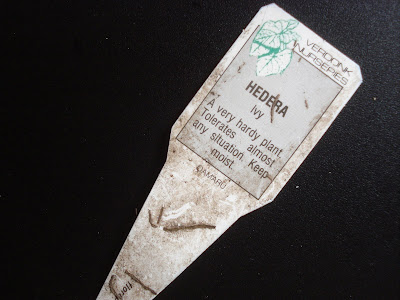 VERDONK
NURSERIES
HEDERA
Ivy
A very hardy plant.
Tolerates almost
any situation. Keep
moist.